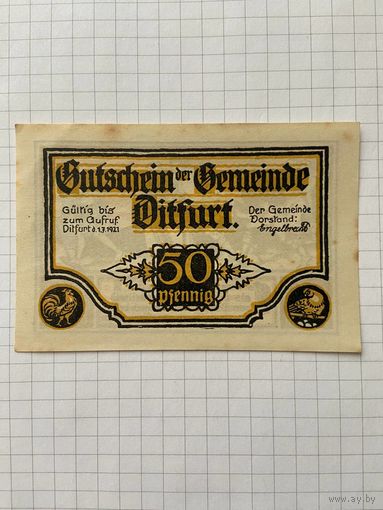 Gutschein der Gemeinde
Ditfurt.
Gültig bis
zum Aufruf
Ditfurt d. 1.7.1921
Der Gemeinde
Vorstand:
Engelbrecht
50
Pfennig
www.ay.by